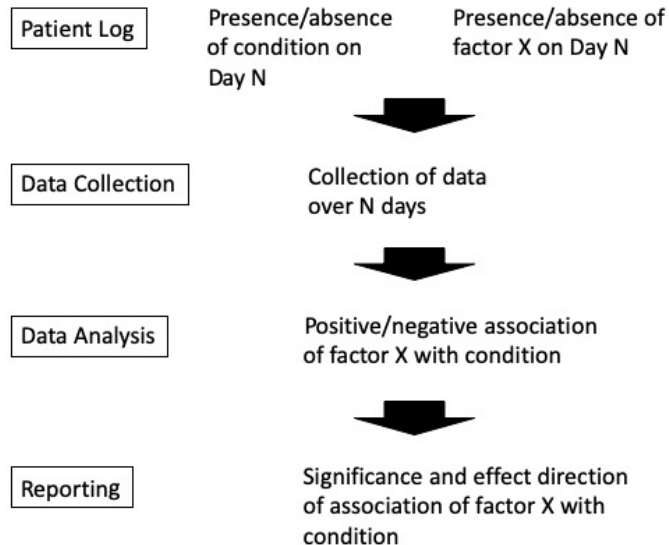 Patient Log
Presence/absence
of condition on
Day N
Presence/absence of
factor X on Day N
Data Collection
Collection of data
over N days
Data Analysis
Positive/negative association
of factor X with condition
Reporting
Significance and effect direction
of association of factor X with
condition